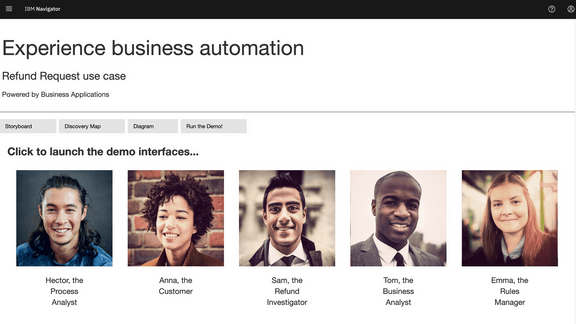 IBM Navigator
Experience business automation
Refund Request use case
Powered by Business Applications
Storyboard
Discovery Map
Diagram
Run the Demo!
Click to launch the demo interfaces...
Hector, the
Process
Analyst
Anna, the
Customer
Sam, the
Refund
Investigator
Tom, the
Business
Analyst
Emma, the
Rules
Manager